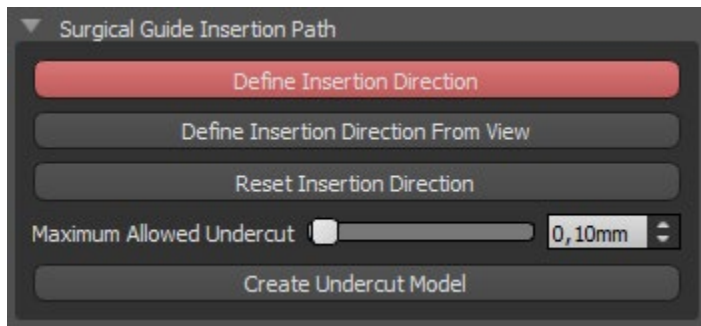 Surgical Guide Insertion Path
Define Insertion Direction
Define Insertion Direction From View
Reset Insertion Direction
Maximum Allowed Undercut 0,10mm
Create Undercut Model